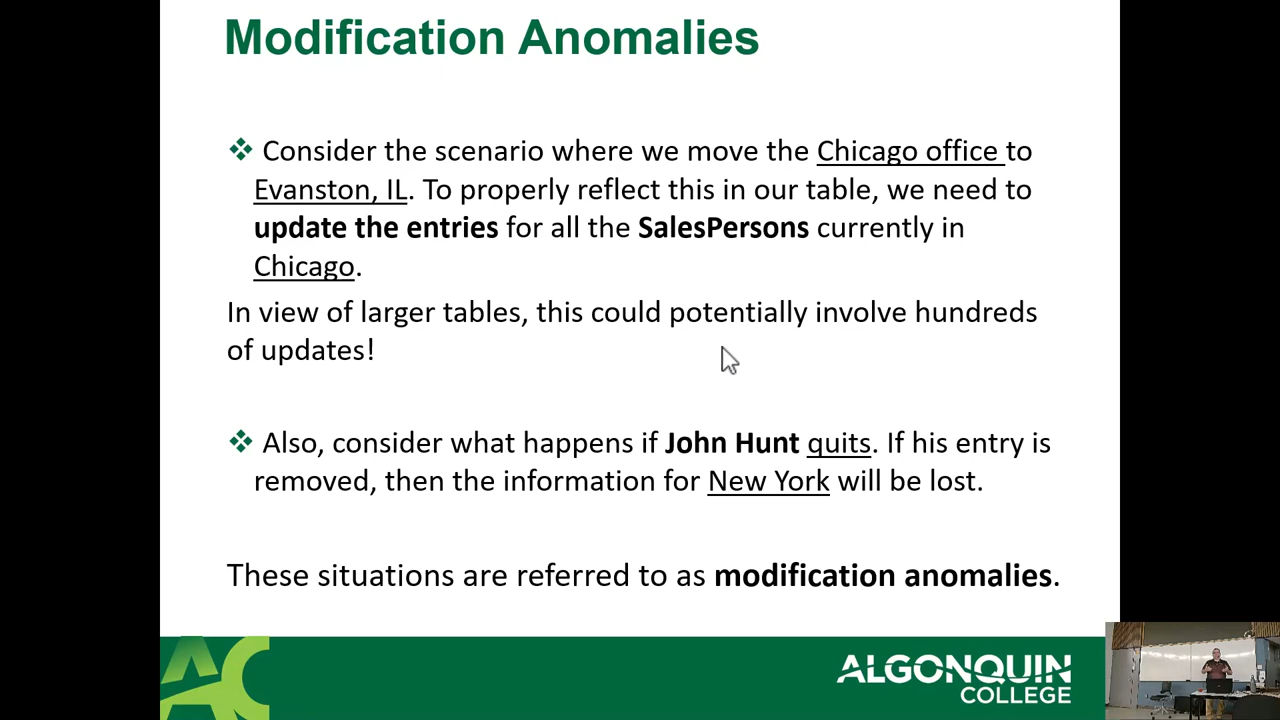 Modification Anomalies
❖ Consider the scenario where we move the Chicago office to
Evanston, IL. To properly reflect this in our table, we need to
update the entries for all the SalesPersons currently in
Chicago.
In view of larger tables, this could potentially involve hundreds
of updates!
❖ Also, consider what happens if John Hunt quits. If his entry is
removed, then the information for New York will be lost.
These situations are referred to as modification anomalies.
AC
ALGONQUIN
COLLEGE